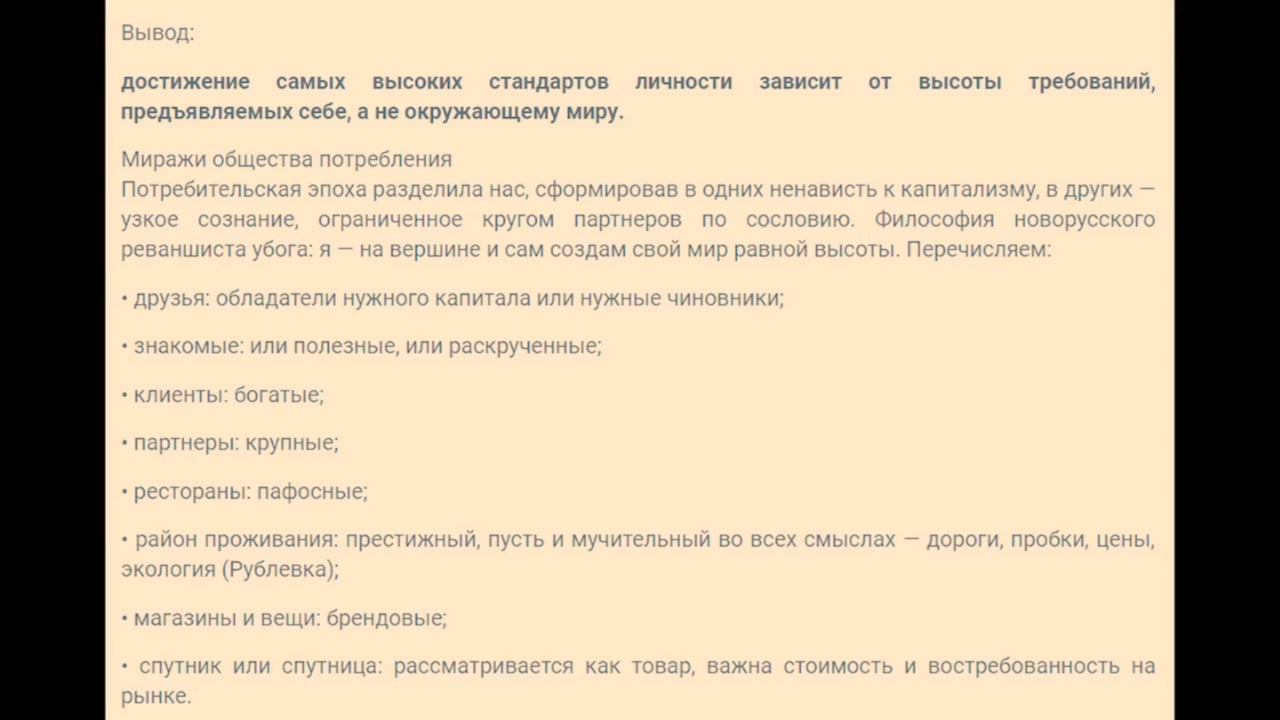 Вывод:
достижение самых высоких стандартов личности зависит от высоты требований,
предъявляемых себе, а не окружающему миру.
Миражи общества потребления
Потребительская эпоха разделила нас, сформировав в одних ненависть к капитализму, в других —
узкое сознание, ограниченное кругом партнеров по сословию. Философия новорусского
реваншиста убога: я — на вершине и сам создам свой мир равной высоты. Перечисляем:
• друзья: обладатели нужного капитала или нужные чиновники;
• знакомые: или полезные, или раскрученные;
• клиенты: богатые;
• партнеры: крупные;
• рестораны: пафосные;
• район проживания: престижный, пусть и мучительный во всех смыслах — дороги, пробки, цены,
экология (Рублевка);
• магазины и вещи: брендовые;
• спутник или спутница: рассматривается как товар, важна стоимость и востребованность на
рынке.